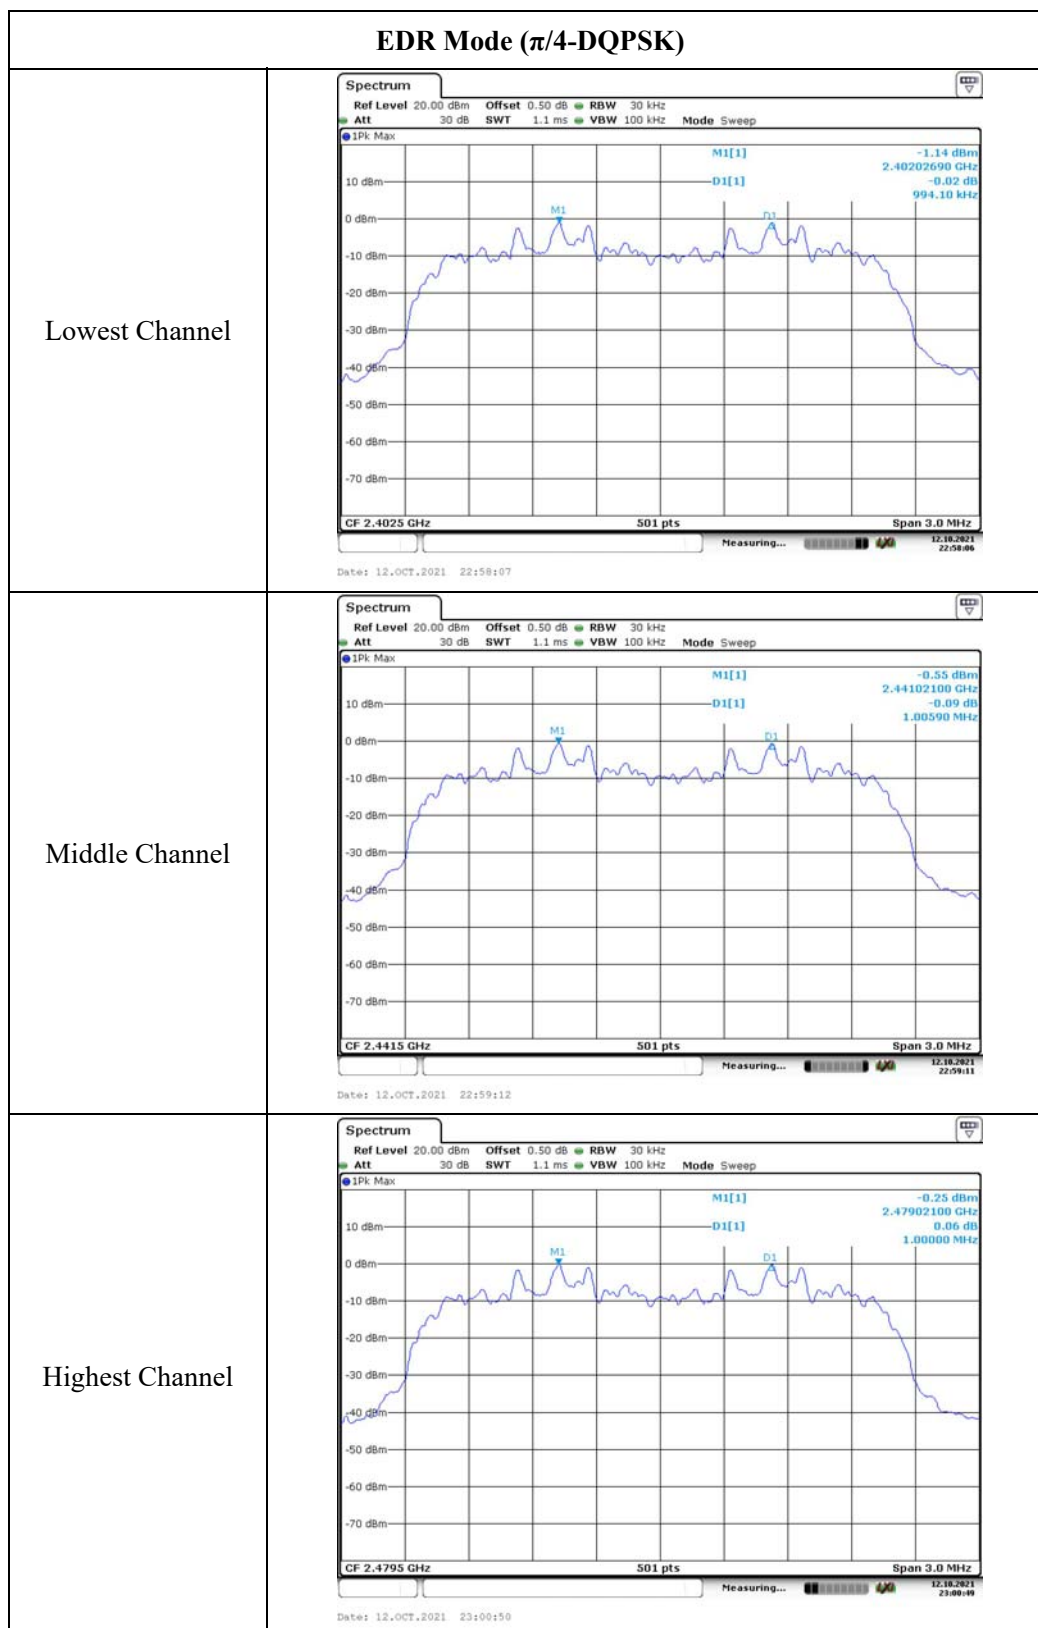 EDR Mode (π/4-DQPSK)
Lowest Channel
Spectrum
Ref Level 20.00 dBm Offset 0.50 dB RBW 30 kHz
Att 30 dB SWT 1.1 ms VBW 100 kHz Mode Sweep
1Pk Max
M1[1] -1.14 dBm
2.40202690 GHz
10 dBm D1[1] -0.02 dB
994.10 kHz
M1 D1
0 dBm
-10 dBm
-20 dBm
-30 dBm
-40 dBm
-50 dBm
-60 dBm
-70 dBm
CF 2.4025 GHz 501 pts Span 3.0 MHz
Measuring... 12.10.2021
22:58:06
Date: 12.OCT.2021 22:58:07
Middle Channel
Spectrum
Ref Level 20.00 dBm Offset 0.50 dB RBW 30 kHz
Att 30 dB SWT 1.1 ms VBW 100 kHz Mode Sweep
1Pk Max
M1[1] -0.55 dBm
2.44102100 GHz
10 dBm D1[1] -0.09 dB
1.00590 MHz
M1 D1
0 dBm
-10 dBm
-20 dBm
-30 dBm
-40 dBm
-50 dBm
-60 dBm
-70 dBm
CF 2.4415 GHz 501 pts Span 3.0 MHz
Measuring... 12.10.2021
22:59:11
Date: 12.OCT.2021 22:59:12
Highest Channel
Spectrum
Ref Level 20.00 dBm Offset 0.50 dB RBW 30 kHz
Att 30 dB SWT 1.1 ms VBW 100 kHz Mode Sweep
1Pk Max
M1[1] -0.25 dBm
2.47902100 GHz
10 dBm D1[1] 0.06 dB
1.00000 MHz
M1 D1
0 dBm
-10 dBm
-20 dBm
-30 dBm
-40 dBm
-50 dBm
-60 dBm
-70 dBm
CF 2.4795 GHz 501 pts Span 3.0 MHz
Measuring... 12.10.2021
23:00:49
Date: 12.OCT.2021 23:00:50